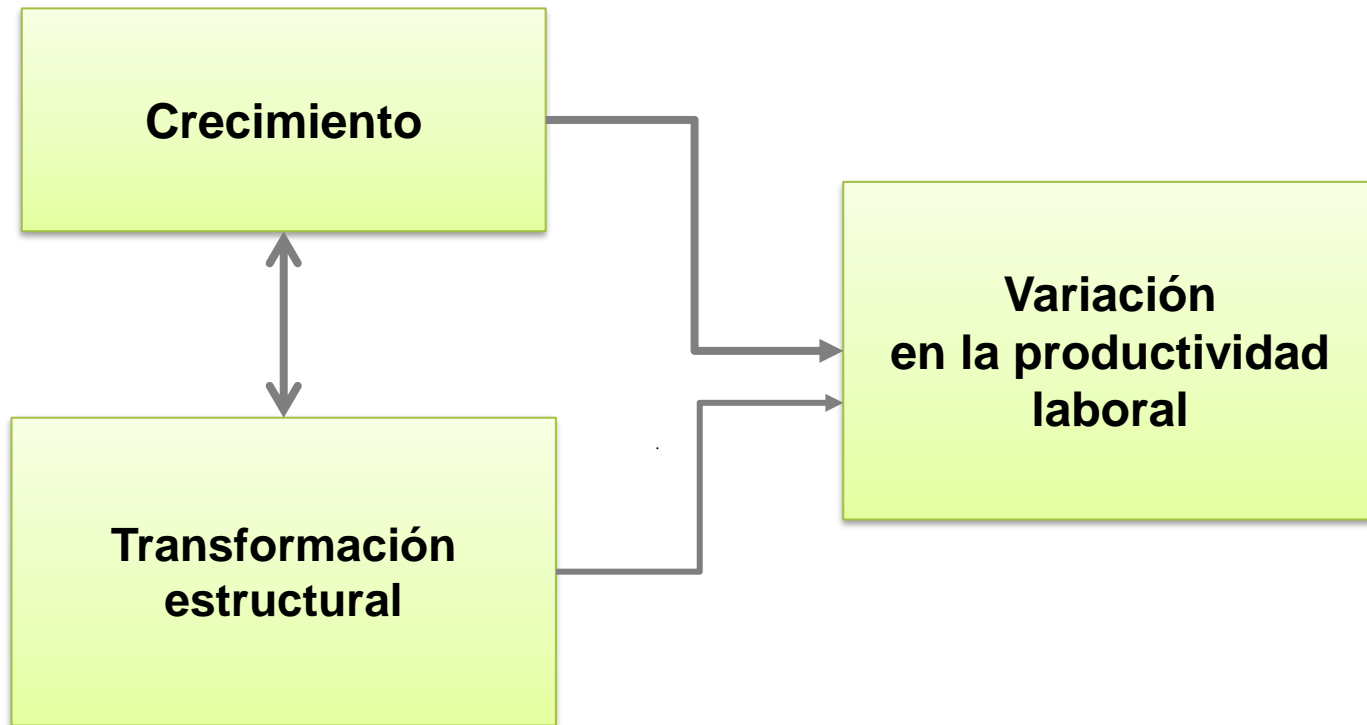 Crecimiento
Variación
en la productividad
laboral
Transformación
estructural